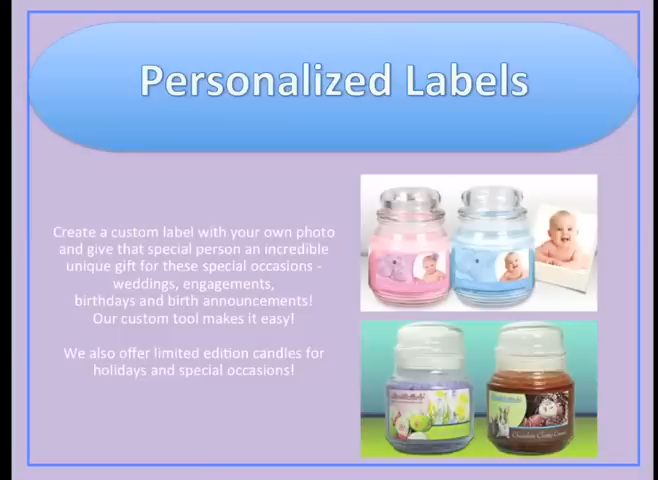 Personalized Labels
Create a custom label with your own photo
and give that special person an incredible
unique gift for these special occasions -
weddings, engagements,
birthdays and birth announcements!
Our custom tool makes it easy!
We also offer limited edition candles for
holidays and special occasions!